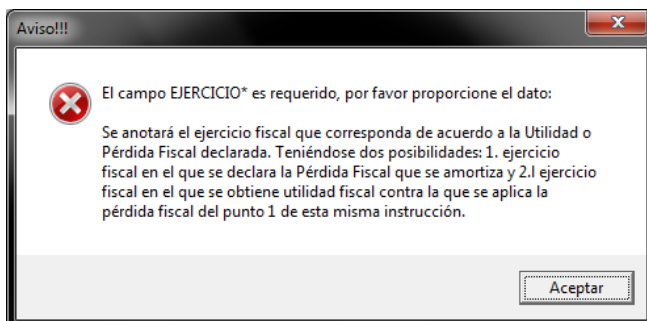 Aviso!!!
El campo EJERCICIO* es requerido, por favor proporcione el dato:
Se anotará el ejercicio fiscal que corresponda de acuerdo a la Utilidad o
Pérdida Fiscal declarada. Teniéndose dos posibilidades: 1. ejercicio
fiscal en el que se declara la Pérdida Fiscal que se amortiza y 2.l ejercicio
fiscal en el que se obtiene utilidad fiscal contra la que se aplica la
pérdida fiscal del punto 1 de esta misma instrucción.
Aceptar